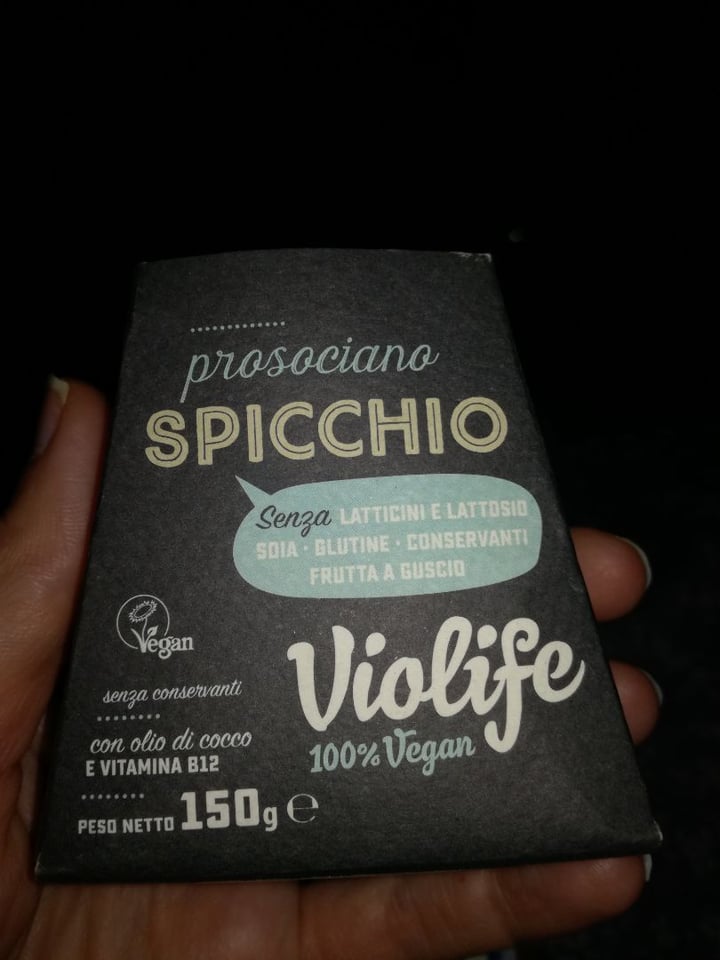 prosociano
SPICCHIO
Senza LATTICINI E LATTOSIO
SOIA · GLUTINE · CONSERVANTI
FRUTTA A GUSCIO
Vegan
Violife
100% Vegan
senza conservanti
con olio di cocco
E VITAMINA B12
PESO NETTO 150g ℮